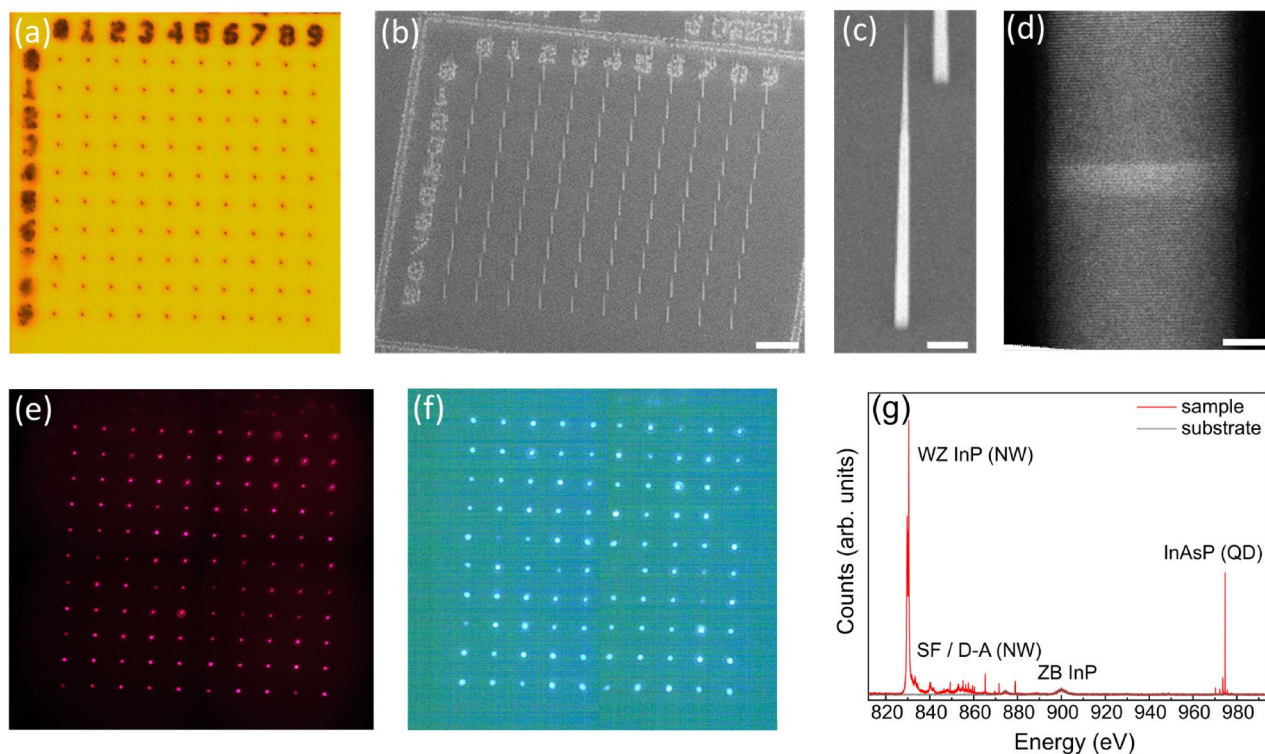 (a)
0 1 2 3 4 5 6 7 8 9
(b)
(c)
(d)
(e)
(f)
(g)
sample
substrate
WZ InP (NW)
InAsP (QD)
SF / D-A (NW)
ZB InP
Counts (arb. units)
820 840 860 880 900 920 940 960 980
Energy (eV)